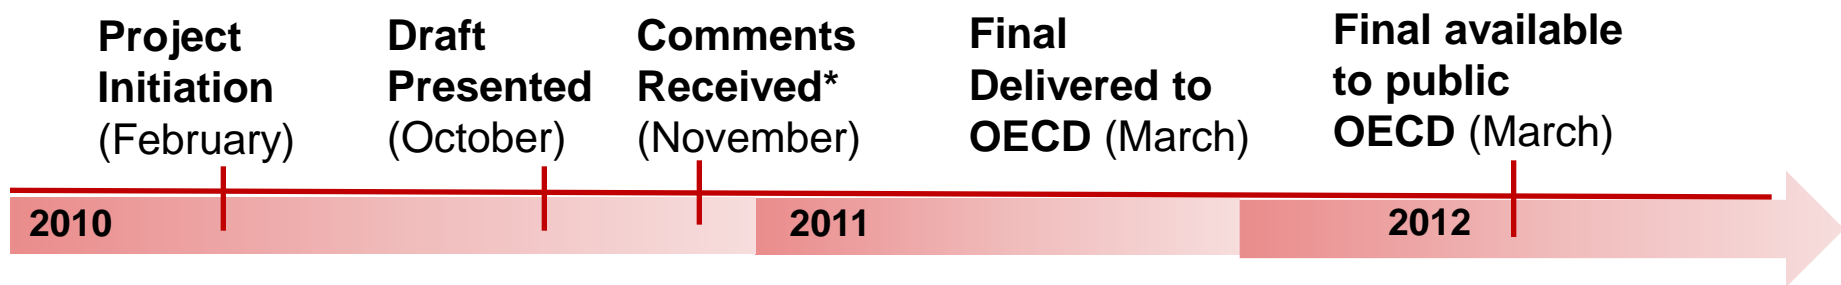 Project
Initiation
(February)
Draft
Presented
(October)
Comments
Received*
(November)
Final
Delivered to
OECD (March)
Final available
to public
OECD (March)
2010
2011
2012